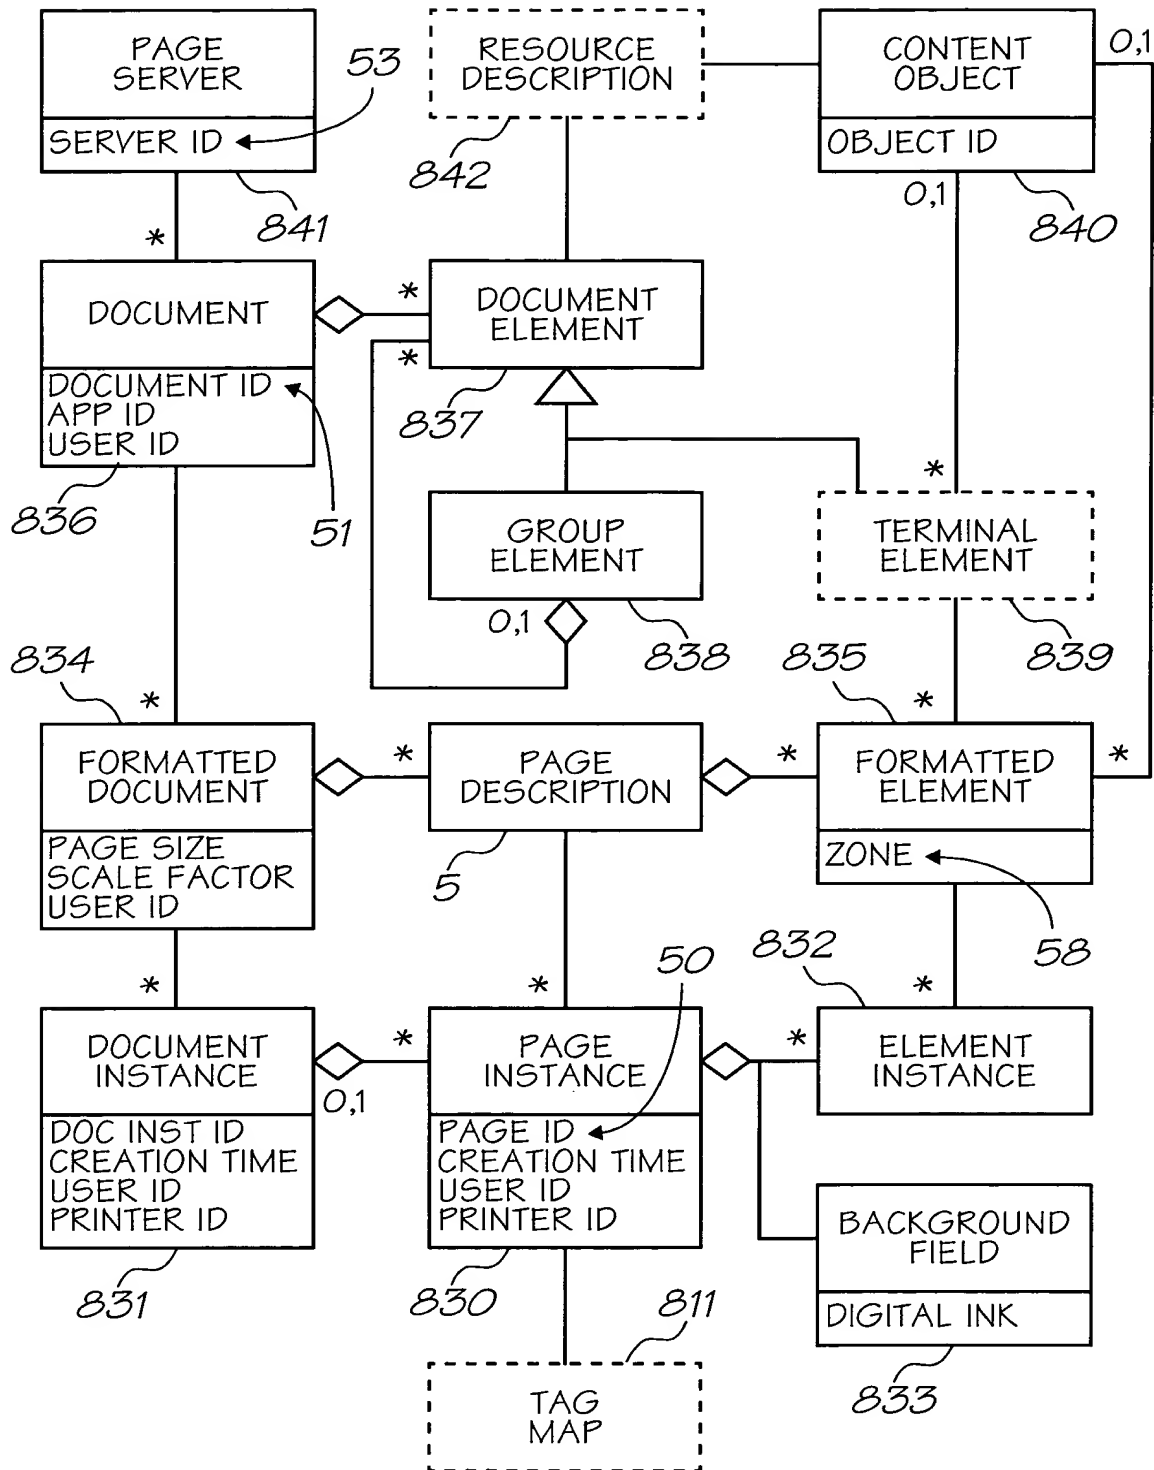 PAGE
SERVER
SERVER ID
53
841
RESOURCE
DESCRIPTION
842
CONTENT
OBJECT
OBJECT ID
0,1
0,1
840
*
DOCUMENT
DOCUMENT ID
APP ID
USER ID
836
51
*
*
DOCUMENT
ELEMENT
837
GROUP
ELEMENT
0,1
838
*
TERMINAL
ELEMENT
839
834
*
FORMATTED
DOCUMENT
PAGE SIZE
SCALE FACTOR
USER ID
*
PAGE
DESCRIPTION
5
835
*
*
*
FORMATTED
ELEMENT
ZONE
58
*
DOCUMENT
INSTANCE
0,1
DOC INST ID
CREATION TIME
USER ID
PRINTER ID
831
*
*
50
PAGE
INSTANCE
PAGE ID
CREATION TIME
USER ID
PRINTER ID
830
832
*
*
ELEMENT
INSTANCE
BACKGROUND
FIELD
DIGITAL INK
833
811
TAG
MAP